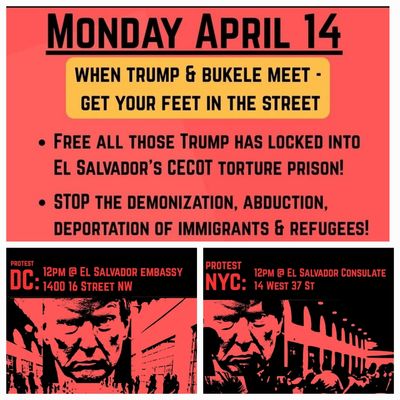 Monday April 14
when Trump & Bukele meet -
get your feet in the street
• Free all those Trump has locked into
El Salvador's CECOT torture prison!
• STOP the demonization, abduction,
deportation of immigrants & refugees!
PROTEST
DC: 12pm @ El Salvador embassy
1400 16 Street NW
PROTEST
NYC: 12pm @ El Salvador Consulate
14 West 37 St